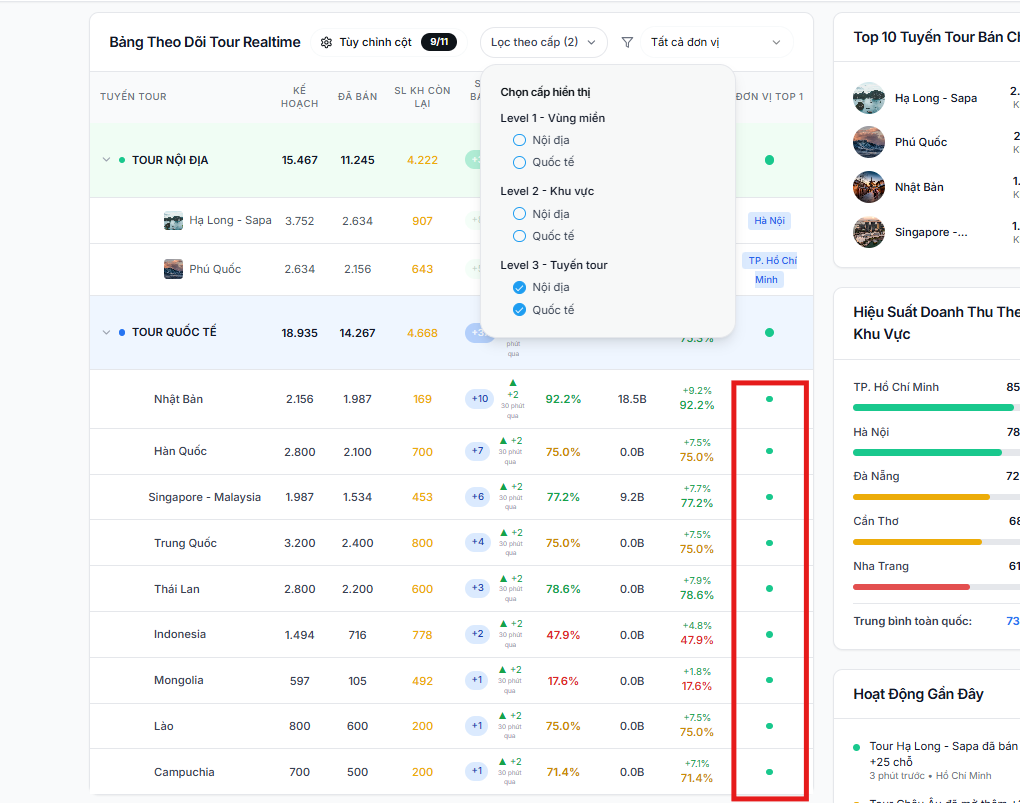 Bảng Theo Dõi Tour Realtime
Tùy chỉnh cột 9/11
Lọc theo cấp (2)
Tất cả đơn vị
TUYẾN TOUR
KẾ HOẠCH
ĐÃ BÁN
SL KH CÒN LẠI
ĐƠN VỊ TOP 1
Chọn cấp hiển thị
Level 1 - Vùng miền
Nội địa
Quốc tế
Level 2 - Khu vực
Nội địa
Quốc tế
Level 3 - Tuyến tour
Nội địa
Quốc tế
TOUR NỘI ĐỊA 15.467 11.245 4.222
Hạ Long - Sapa 3.752 2.634 907
Hà Nội
Phú Quốc 2.634 2.156 643
TP. Hồ Chí
Minh
TOUR QUỐC TẾ 18.935 14.267 4.668
phút
qua
Nhật Bản 2.156 1.987 169 +10 ▲
+2
30 phút
qua
92.2% 18.5B +9.2%
92.2%
Hàn Quốc 2.800 2.100 700 +7 ▲ +2
30 phút
qua
75.0% 0.0B +7.5%
75.0%
Singapore - Malaysia 1.987 1.534 453 +6 ▲ +2
30 phút
qua
77.2% 9.2B +7.7%
77.2%
Trung Quốc 3.200 2.400 800 +4 ▲ +2
30 phút
qua
75.0% 0.0B +7.5%
75.0%
Thái Lan 2.800 2.200 600 +3 ▲ +2
30 phút
qua
78.6% 0.0B +7.9%
78.6%
Indonesia 1.494 716 778 +2 ▲ +2
30 phút
qua
47.9% 0.0B +4.8%
47.9%
Mongolia 597 105 492 +1 ▲ +2
30 phút
qua
17.6% 0.0B +1.8%
17.6%
Lào 800 600 200 +1 ▲ +2
30 phút
qua
75.0% 0.0B +7.5%
75.0%
Campuchia 700 500 200 +1 ▲ +2
30 phút
qua
71.4% 0.0B +7.1%
71.4%
Top 10 Tuyến Tour Bán
Hạ Long - Sapa
Phú Quốc
Nhật Bản
Singapore -...
Hiệu Suất Doanh Thu
Khu Vực
TP. Hồ Chí Minh
Hà Nội
Đà Nẵng
Cần Thơ
Nha Trang
Trung bình toàn quốc:
Hoạt Động Gần Đây
Tour Hạ Long - Sapa đã bán
+25 chỗ
3 phút trước • Hồ Chí Minh